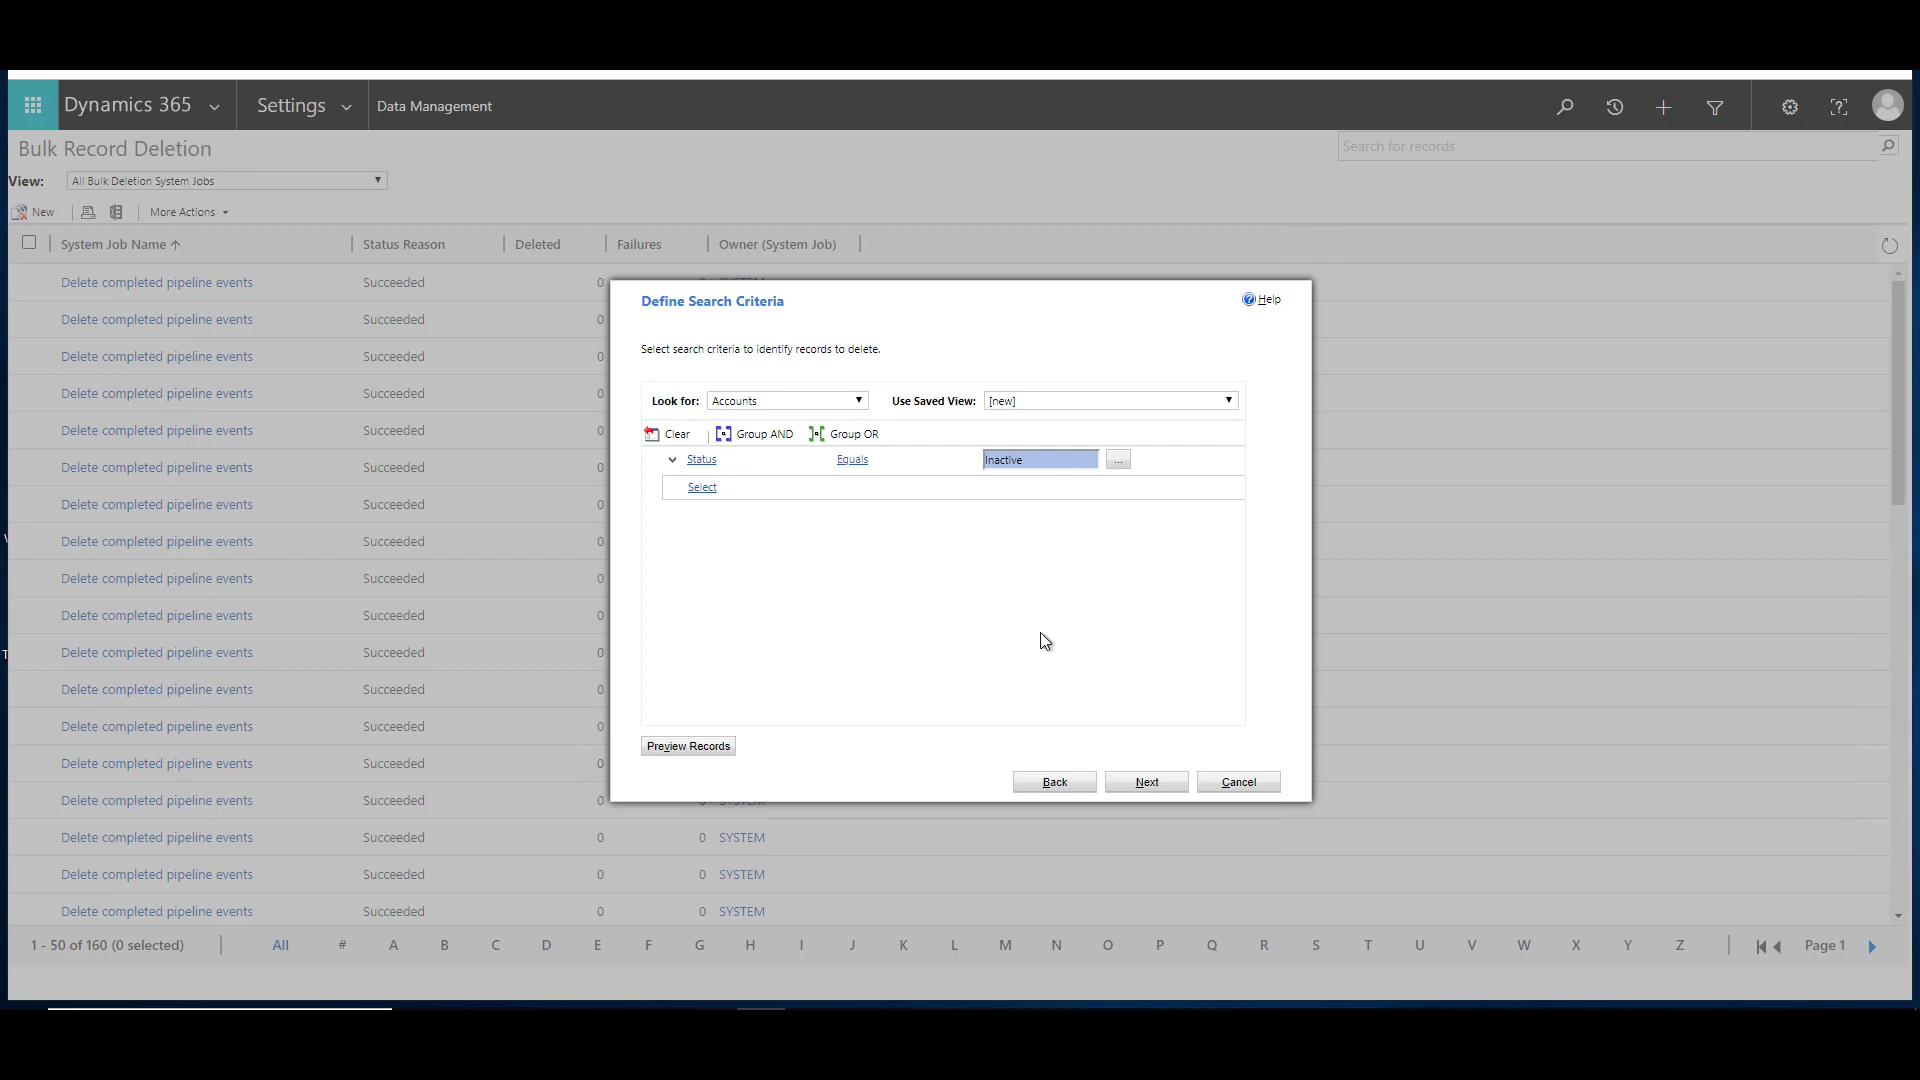 Dynamics 365 Settings Data Management
Bulk Record Deletion
Search for records
View: All Bulk Deletion System Jobs
New More Actions
System Job Name Status Reason Deleted Failures Owner (System Job)
Delete completed pipeline events Succeeded 0
Delete completed pipeline events Succeeded 0
Delete completed pipeline events Succeeded 0
Delete completed pipeline events Succeeded 0
Delete completed pipeline events Succeeded 0
Delete completed pipeline events Succeeded 0
Delete completed pipeline events Succeeded 0
Delete completed pipeline events Succeeded 0
Delete completed pipeline events Succeeded 0
Delete completed pipeline events Succeeded 0
Delete completed pipeline events Succeeded 0
Delete completed pipeline events Succeeded 0
Delete completed pipeline events Succeeded 0
Delete completed pipeline events Succeeded 0
Delete completed pipeline events Succeeded 0 0 SYSTEM
Delete completed pipeline events Succeeded 0 0 SYSTEM
Delete completed pipeline events Succeeded 0 0 SYSTEM
Delete completed pipeline events Succeeded 0 0 SYSTEM
Define Search Criteria
Help
Select search criteria to identify records to delete.
Look for: Accounts Use Saved View: [new]
Clear Group AND Group OR
Status Equals Inactive ...
Select
Preview Records
Back Next Cancel
1 - 50 of 160 (0 selected) All # A B C D E F G H I J K L M N O P Q R S T U V W X Y Z Page 1